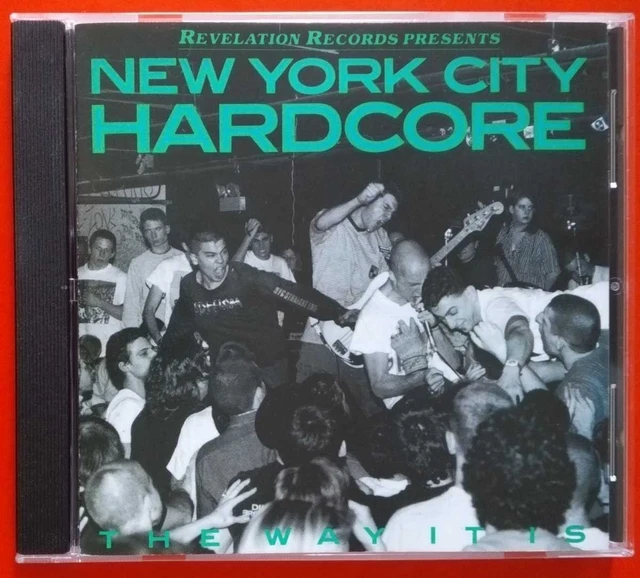 REVELATION RECORDS PRESENTS
NEW YORK CITY
HARDCORE
THE WAY IT IS